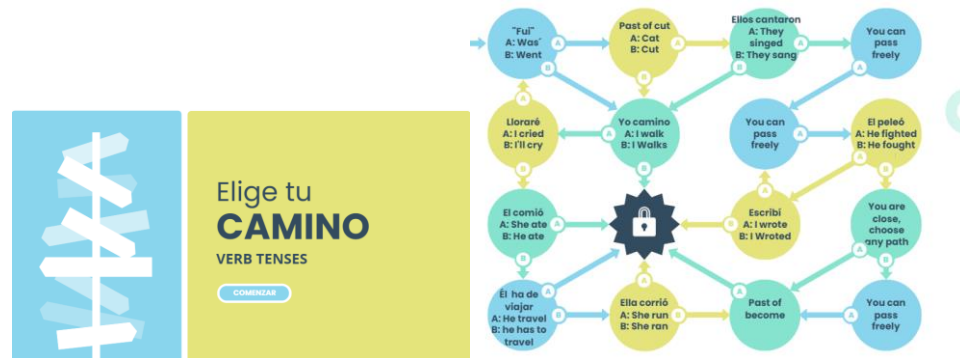 Elige tu
CAMINO
VERB TENSES
COMENZAR
"Fui"
A: Was´
B: Went
A
B
Past of cut
A: Cat
B: Cut
A
B
Ellos cantaron
A: They
singed
B: They sang
A
B
You can
pass
freely
A
Lloraré
A: I cried
B: I'll cry
A
B
Yo camino
A: I walk
B: I Walks
B
A
You can
pass
freely
A
El peleó
A: He fighted
B: He fought
A
B
El comió
A: She ate
B: He ate
A
B
Escribí
A: I wrote
B: I Wroted
A
B
You are
close,
choose
any path
A
B
Él ha de
viajar
A: He travel
B: he has to
travel
A
B
Ella corrió
A: She run
B: She ran
A
B
Past of
become
A
You can
pass
freely
A